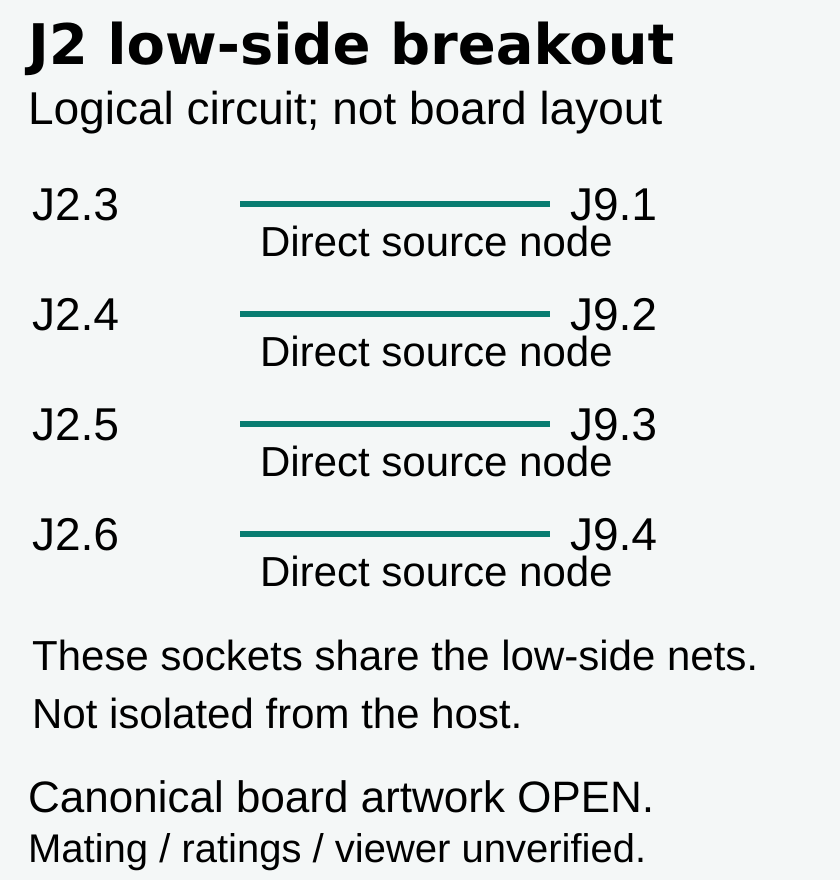 J2 low-side breakout
Logical circuit; not board layout
J2.3 J9.1
Direct source node
J2.4 J9.2
Direct source node
J2.5 J9.3
Direct source node
J2.6 J9.4
Direct source node
These sockets share the low-side nets.
Not isolated from the host.
Canonical board artwork OPEN.
Mating / ratings / viewer unverified.